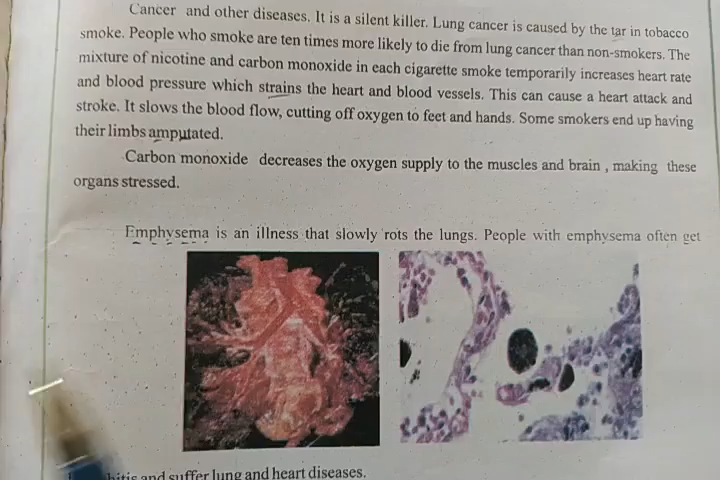 Cancer and other diseases. It is a silent killer. Lung cancer is caused by the tar in tobacco
smoke. People who smoke are ten times more likely to die from lung cancer than non-smokers. The
mixture of nicotine and carbon monoxide in each cigarette smoke temporarily increases heart rate
and blood pressure which strains the heart and blood vessels. This can cause a heart attack and
stroke. It slows the blood flow, cutting off oxygen to feet and hands. Some smokers end up having
their limbs amputated.
Carbon monoxide decreases the oxygen supply to the muscles and brain , making these
organs stressed.
Emphysema is an illness that slowly rots the lungs. People with emphysema often get
and suffer lung and heart diseases.